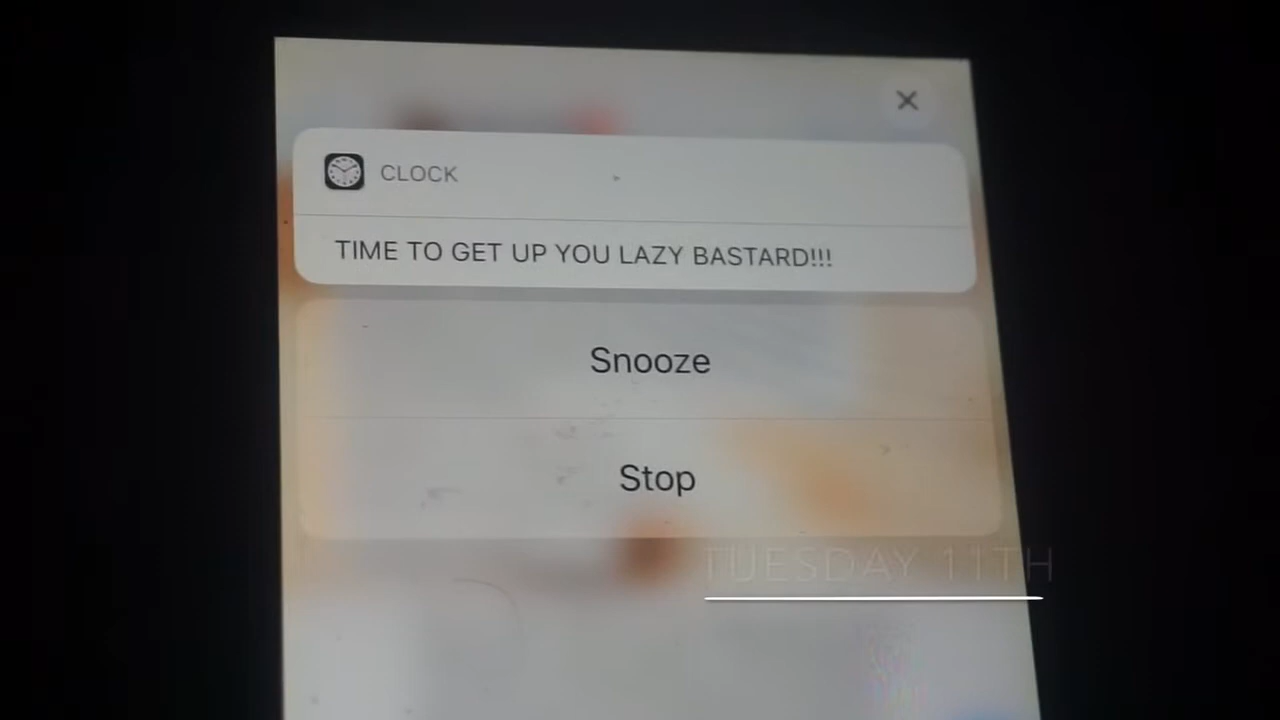 CLOCK
TIME TO GET UP YOU LAZY BASTARD!!!
Snooze
Stop
TUESDAY 11TH